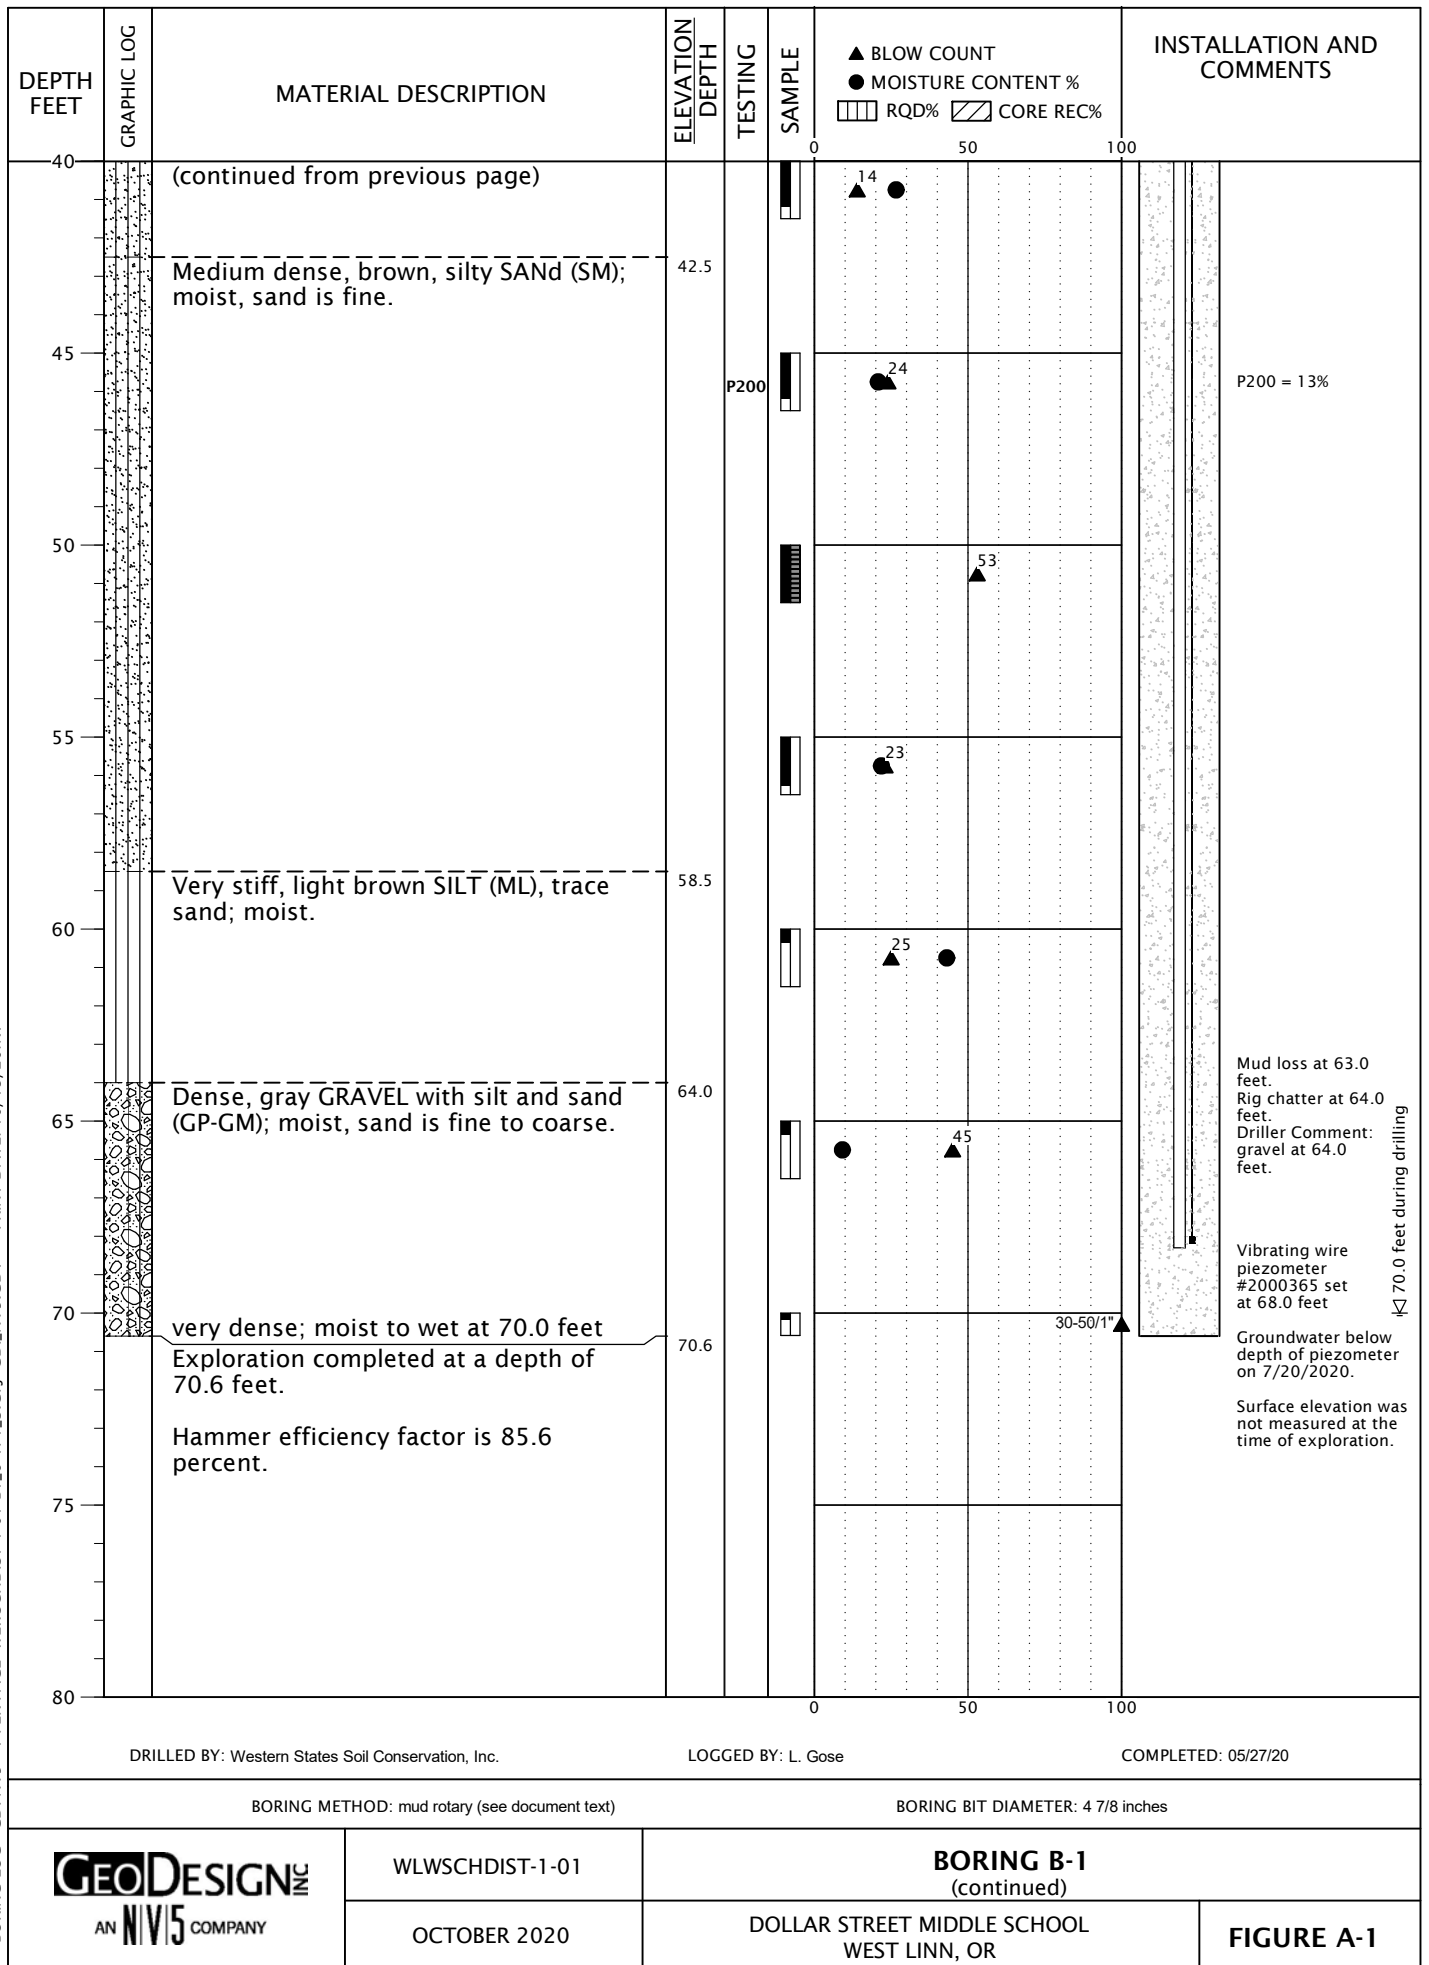 DEPTH
FEET
GRAPHIC LOG
MATERIAL DESCRIPTION
ELEVATION
DEPTH
TESTING
SAMPLE
▲ BLOW COUNT
● MOISTURE CONTENT %
RQD% CORE REC%
INSTALLATION AND
COMMENTS
0 50 100
40
(continued from previous page)
14
42.5
Medium dense, brown, silty SANd (SM);
moist, sand is fine.
45
P200
24
P200 = 13%
50
53
55
23
58.5
Very stiff, light brown SILT (ML), trace
sand; moist.
60
25
Mud loss at 63.0
feet.
Rig chatter at 64.0
feet.
Driller Comment:
gravel at 64.0
feet.
64.0
Dense, gray GRAVEL with silt and sand
(GP-GM); moist, sand is fine to coarse.
65
45
70.0 feet during drilling
Vibrating wire
piezometer
#2000365 set
at 68.0 feet
70
very dense; moist to wet at 70.0 feet
30-50/1"
70.6
Exploration completed at a depth of
70.6 feet.
Groundwater below
depth of piezometer
on 7/20/2020.
Hammer efficiency factor is 85.6
percent.
Surface elevation was
not measured at the
time of exploration.
75
80
0 50 100
DRILLED BY: Western States Soil Conservation, Inc.
LOGGED BY: L. Gose
COMPLETED: 05/27/20
BORING METHOD: mud rotary (see document text)
BORING BIT DIAMETER: 4 7/8 inches
GEODESIGN INC
AN N|V|5 COMPANY
WLWSCHDIST-1-01
OCTOBER 2020
BORING B-1
(continued)
DOLLAR STREET MIDDLE SCHOOL
WEST LINN, OR
FIGURE A-1